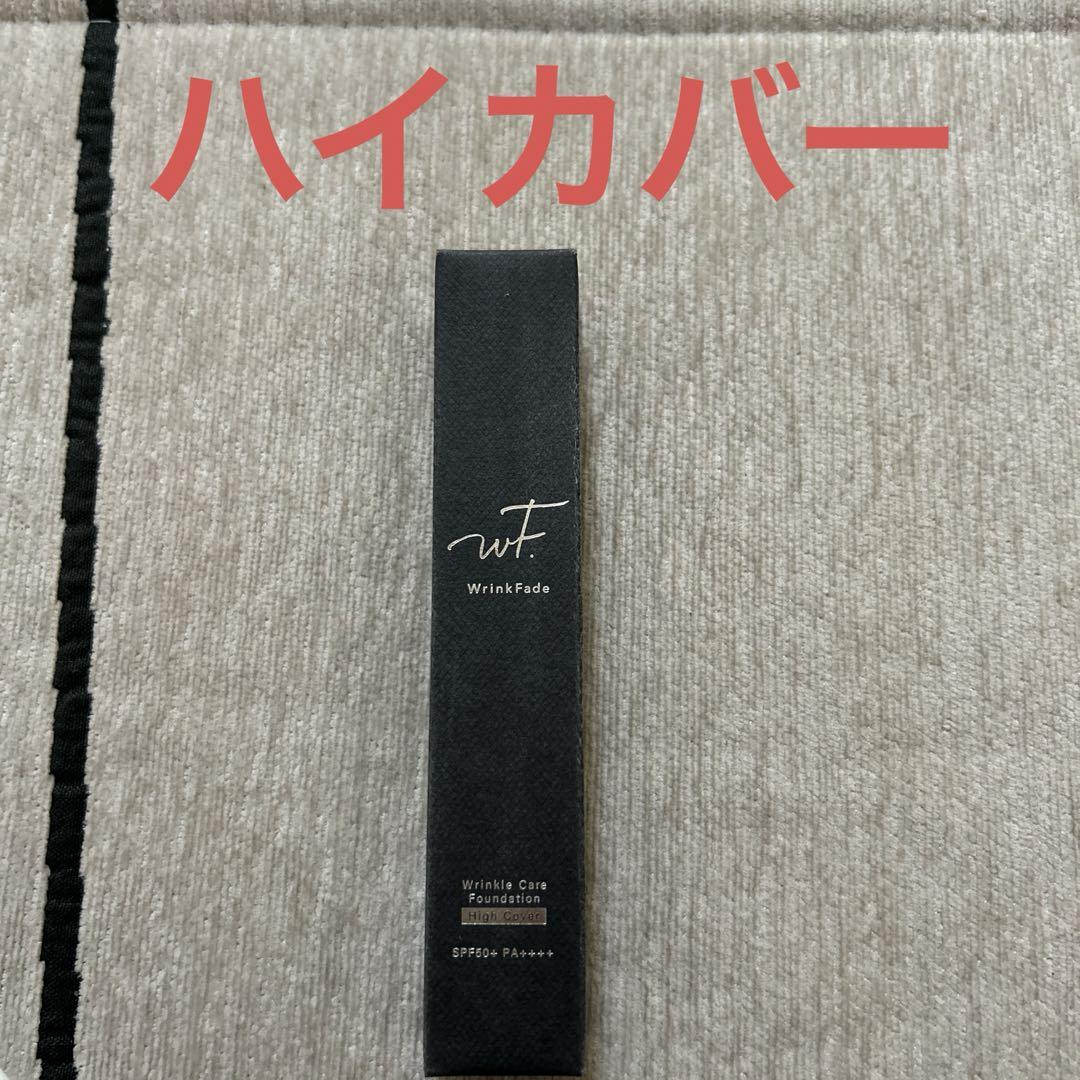 ハイカバー
WF.
WrinkFade
Wrinkle Care
Foundation
High Cover
SPF50+ PA++++